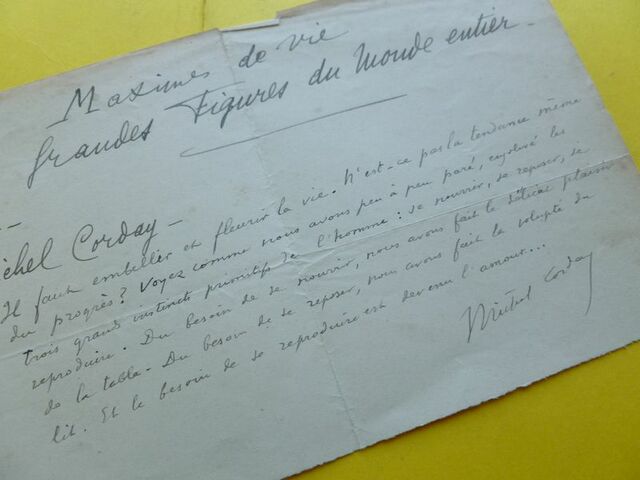 Maximes de vie
Grandes Figures du Monde entier -
Michel Corday -
Il faut embellir et fleurir la vie. N'est-ce pas la tendance même
du progrès? Voyez comme nous avons peu à peu paré, enjolivé les
trois grands instincts primitifs de l'homme: se nourrir, se reposer, se
reproduire. Du besoin de se nourrir, nous avons fait le délicat plaisir
de la table. Du besoin de se reposer, nous avons fait la volupté du
lit. Et le besoin de se reproduire est devenu l'amour...
Michel Corday